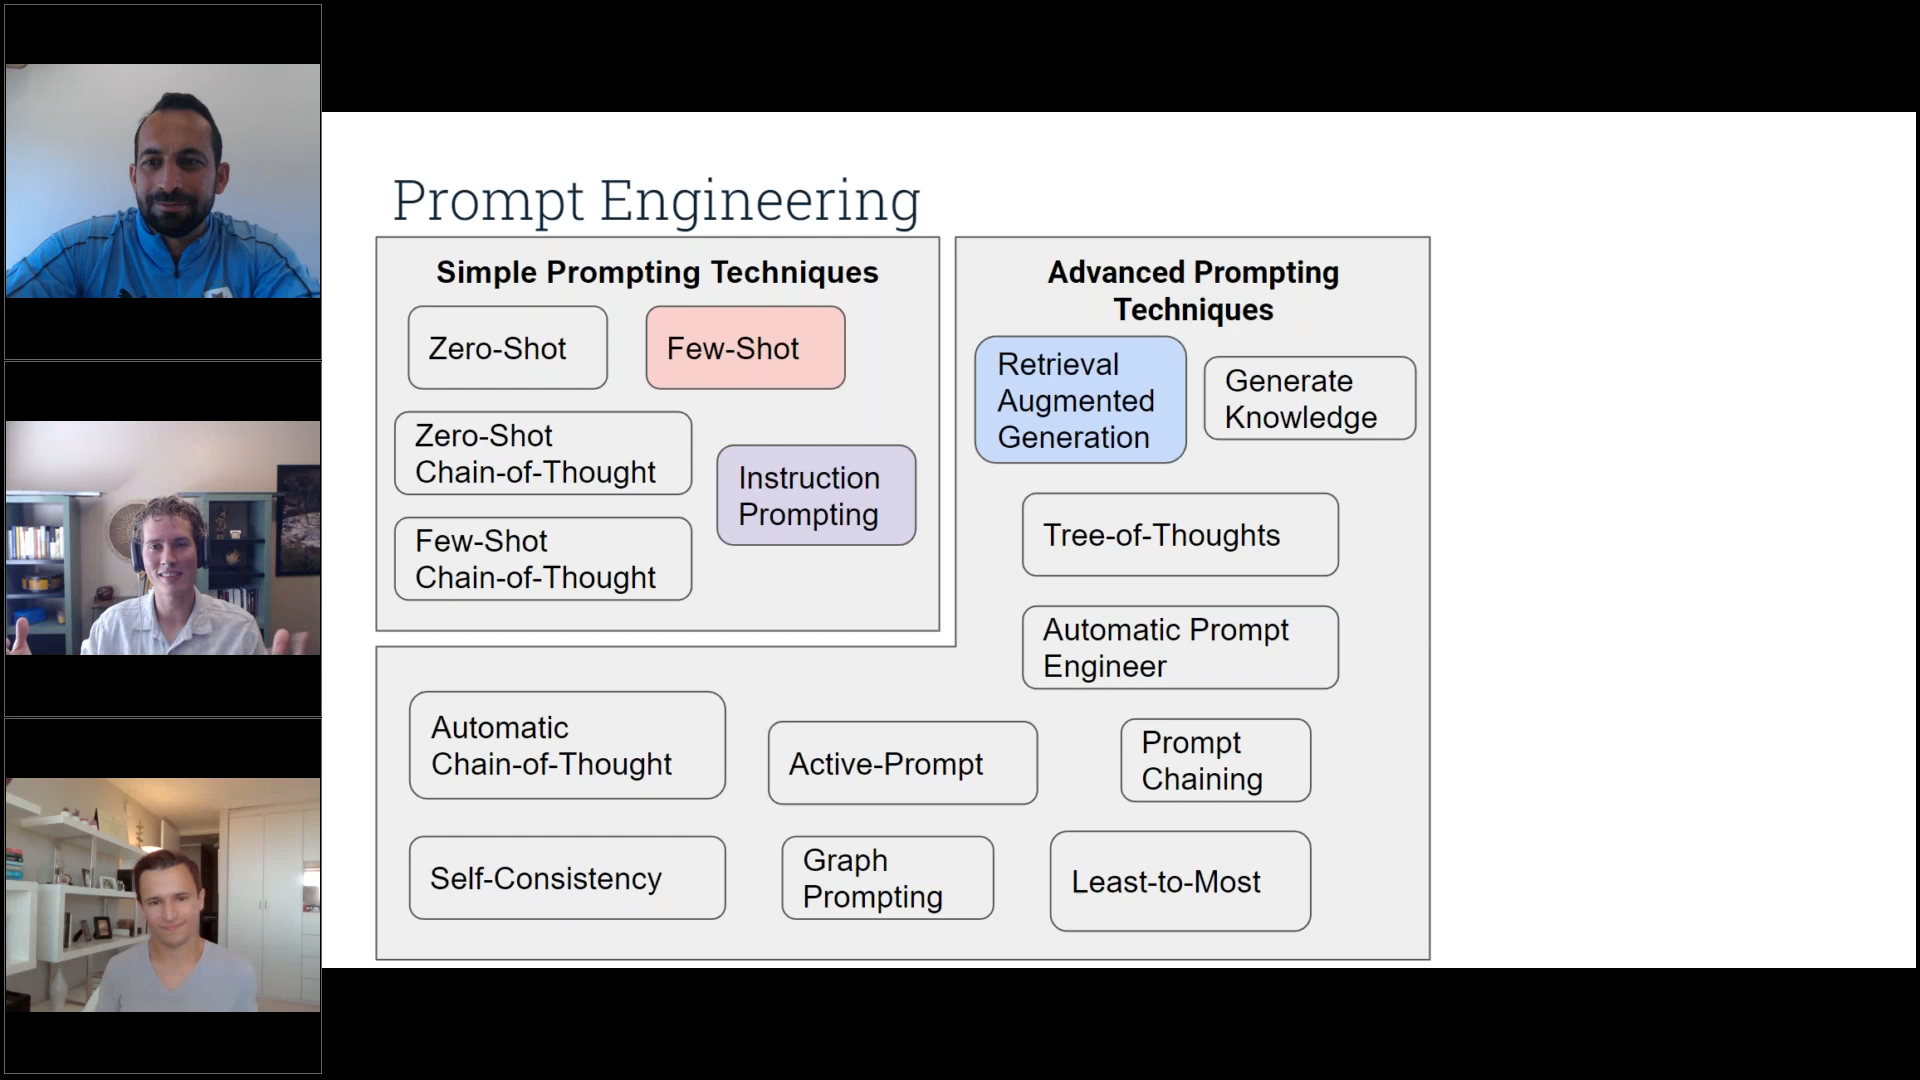 Prompt Engineering
Simple Prompting Techniques
Zero-Shot
Few-Shot
Zero-Shot
Chain-of-Thought
Instruction
Prompting
Few-Shot
Chain-of-Thought
Advanced Prompting
Techniques
Retrieval
Augmented
Generation
Generate
Knowledge
Tree-of-Thoughts
Automatic Prompt
Engineer
Automatic
Chain-of-Thought
Active-Prompt
Prompt
Chaining
Self-Consistency
Graph
Prompting
Least-to-Most